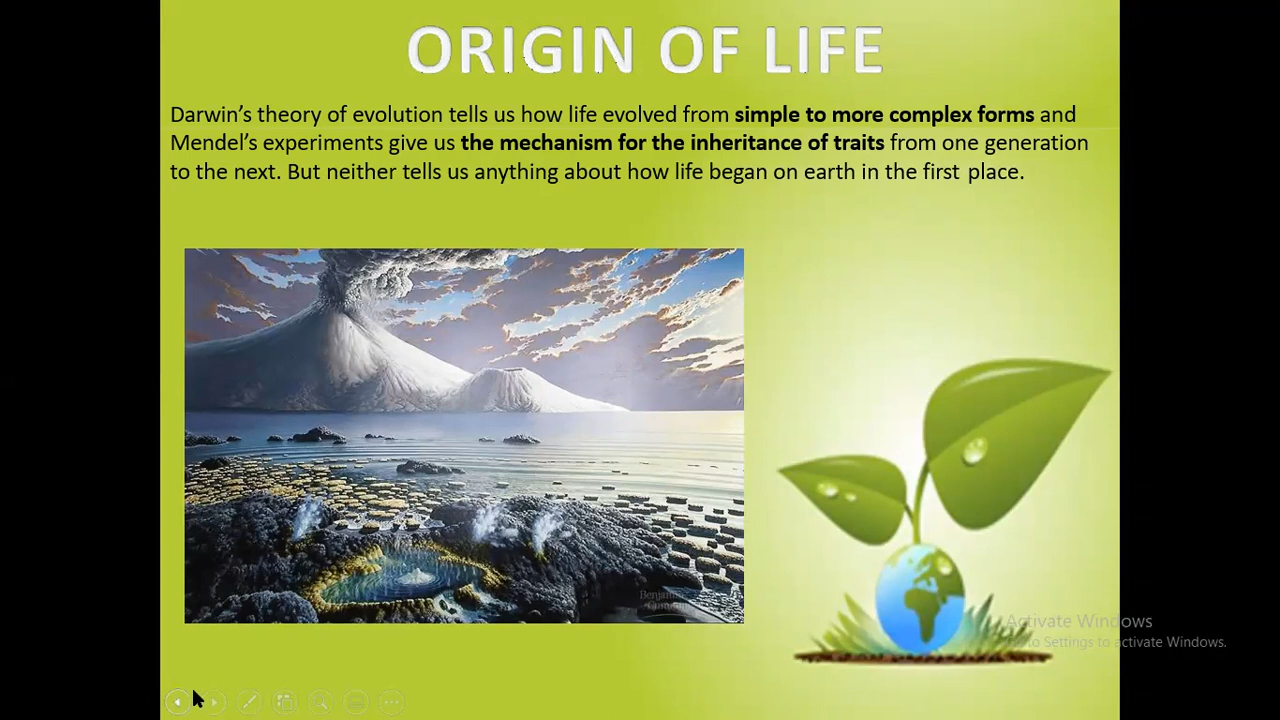 ORIGIN OF LIFE
Darwin's theory of evolution tells us how life evolved from simple to more complex forms and
Mendel's experiments give us the mechanism for the inheritance of traits from one generation
to the next. But neither tells us anything about how life began on earth in the first place.
Activate Windows
to Settings to activate Windows.